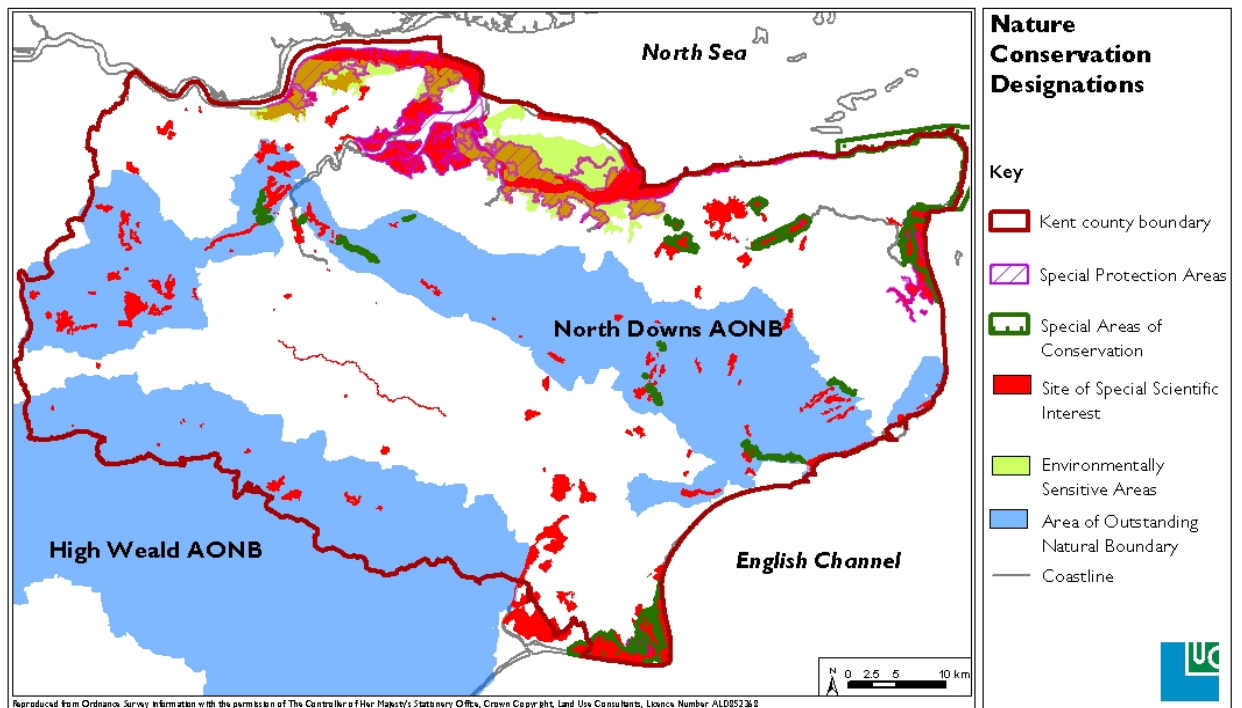 North Sea
North Downs AONB
High Weald AONB
English Channel
N
0 2.5 5 10 km
Reproduced from Ordnance Survey information with the permission of The Controller of Her Majesty's Stationery Office, Crown Copyright, Land Use Consultants, Licence Number ALD852368
Nature
Conservation
Designations
Key
Kent county boundary
Special Protection Areas
Special Areas of
Conservation
Site of Special Scientific
Interest
Environmentally
Sensitive Areas
Area of Outstanding
Natural Boundary
Coastline
LUC